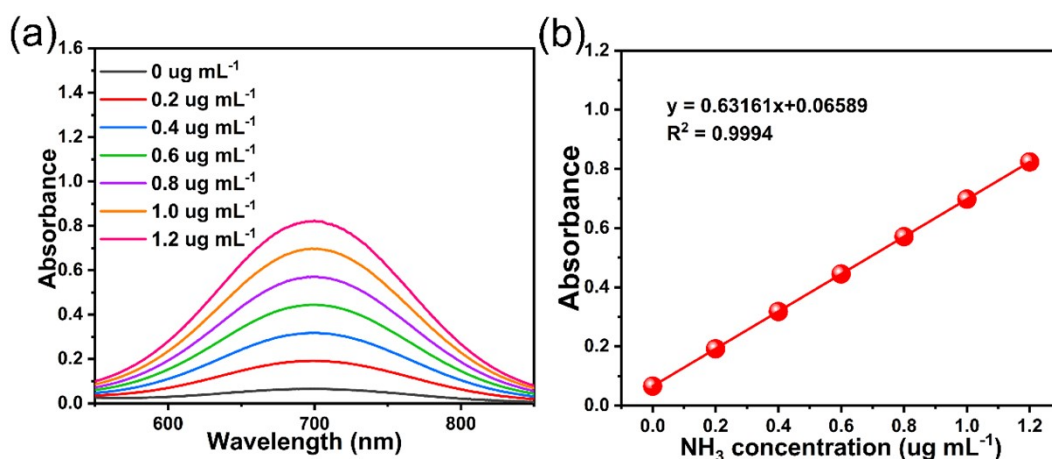 (a)
1.6
1.4
1.2
1.0
0.8
0.6
0.4
0.2
0.0
Absorbance
0 ug mL⁻¹
0.2 ug mL⁻¹
0.4 ug mL⁻¹
0.6 ug mL⁻¹
0.8 ug mL⁻¹
1.0 ug mL⁻¹
1.2 ug mL⁻¹
600 700 800
Wavelength (nm)
(b)
1.2
1.0
0.8
0.6
0.4
0.2
0.0
Absorbance
y = 0.63161x+0.06589
R² = 0.9994
0.0 0.2 0.4 0.6 0.8 1.0 1.2
NH₃ concentration (ug mL⁻¹)